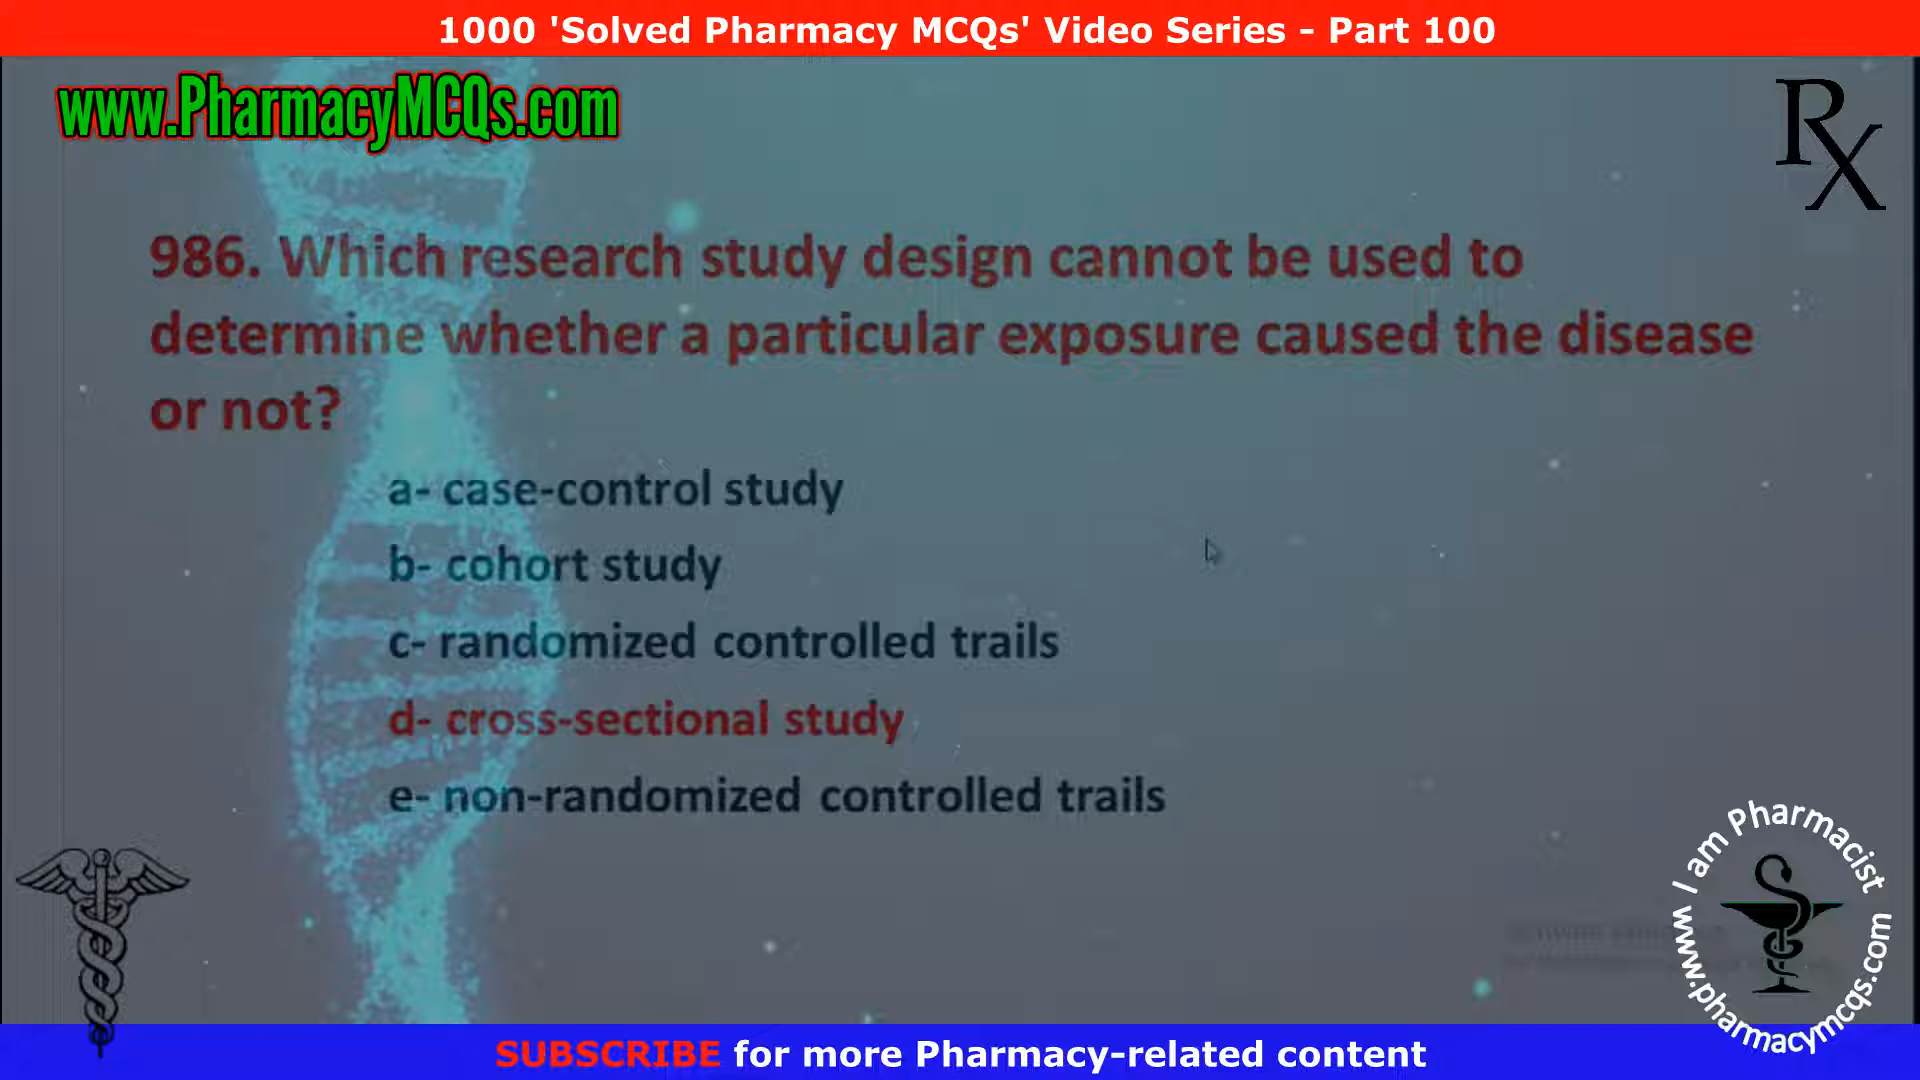 1000 'Solved Pharmacy MCQs' Video Series - Part 100
www.PharmacyMCQs.com
Rx
986. Which research study design cannot be used to
determine whether a particular exposure caused the disease
or not?
a- case-control study
b- cohort study
c- randomized controlled trails
d- cross-sectional study
e- non-randomized controlled trails
I am Pharmacist
www.pharmacymcqs.com
SUBSCRIBE for more Pharmacy-related content